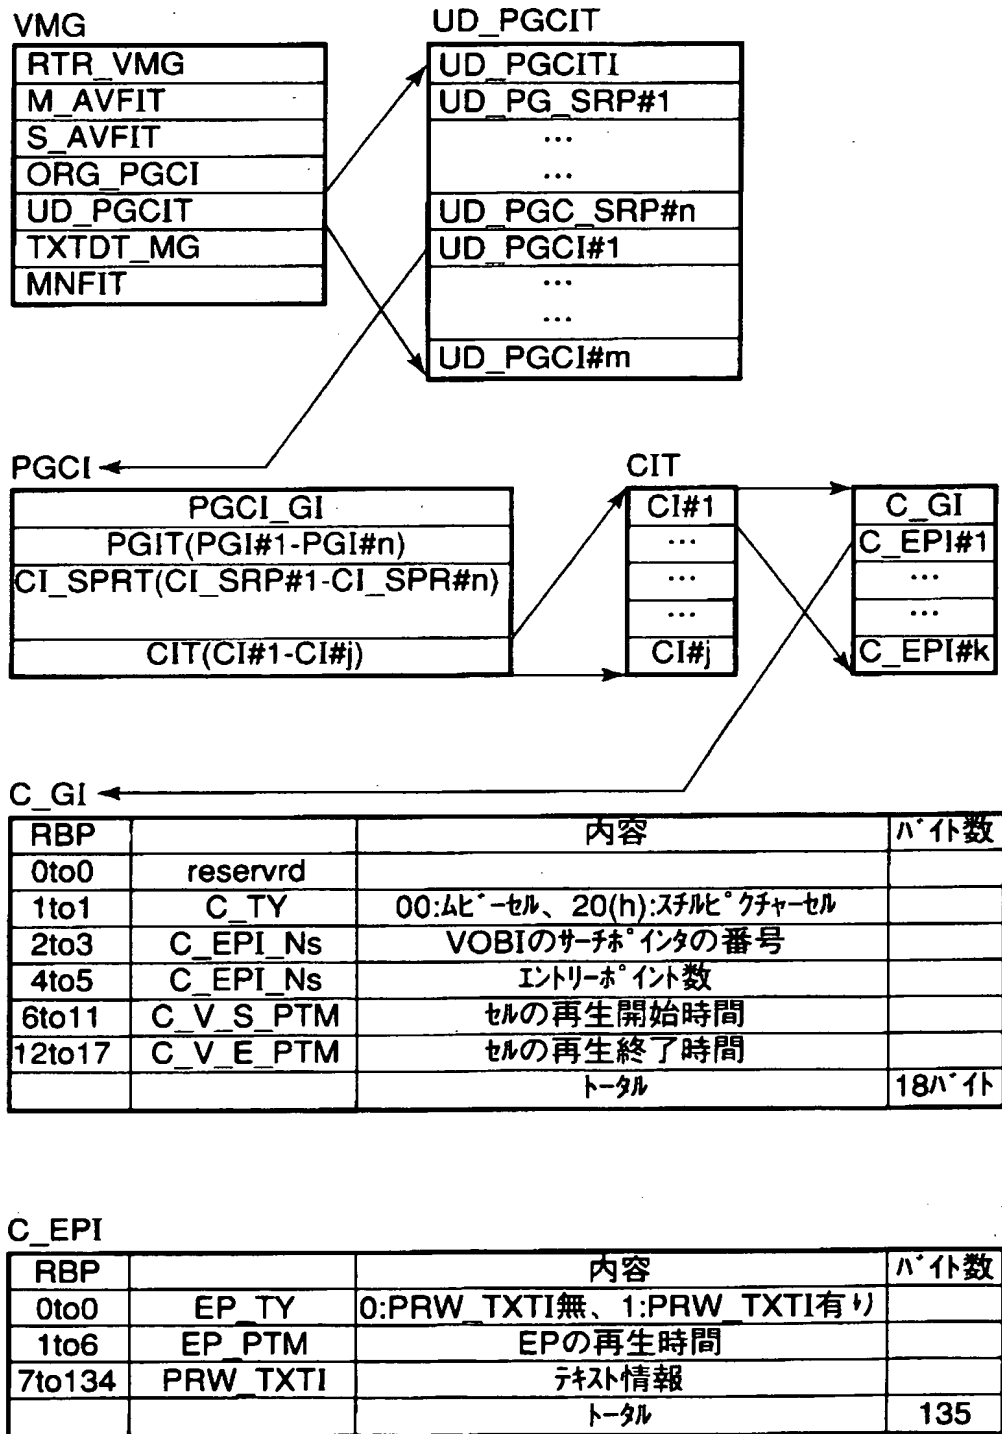 VMG
RTR_VMG
M_AVFIT
S_AVFIT
ORG_PGCI
UD_PGCIT
TXTDT_MG
MNFIT
UD_PGCIT
UD_PGCITI
UD_PG_SRP#1
...
...
UD_PGC_SRP#n
UD_PGCI#1
...
...
UD_PGCI#m
PGCI
PGCI_GI
PGIT(PGI#1-PGI#n)
CI_SPRT(CI_SRP#1-CI_SPR#n)
CIT(CI#1-CI#j)
CIT
CI#1
...
...
...
CI#j
C_GI
C_EPI#1
...
...
C_EPI#k
C_GI
RBP 内容 バイト数
0to0 reservrd
1to1 C_TY 00:ムビーセル、20(h):スチルピクチャーセル
2to3 C_EPI_Ns VOBIのサーチポインタの番号
4to5 C_EPI_Ns エントリーポイント数
6to11 C_V_S_PTM セルの再生開始時間
12to17 C_V_E_PTM セルの再生終了時間
トータル 18バイト
C_EPI
RBP 内容 バイト数
0to0 EP_TY 0:PRW_TXTI無、1:PRW_TXTI有り
1to6 EP_PTM EPの再生時間
7to134 PRW_TXTI テキスト情報
トータル 135